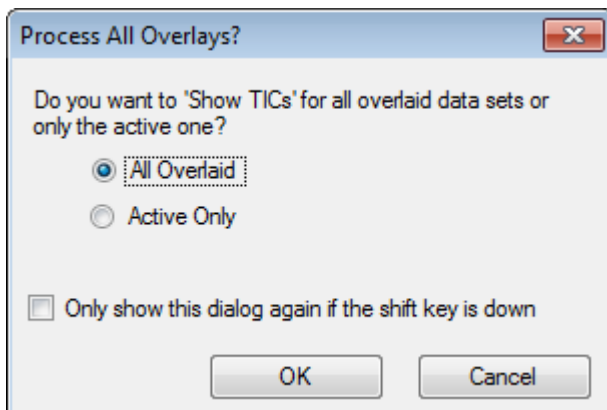 Process All Overlays?
Do you want to 'Show TICs' for all overlaid data sets or
only the active one?
All Overlaid
Active Only
Only show this dialog again if the shift key is down
OK
Cancel